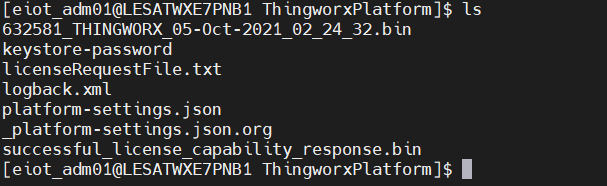 [eiot_adm01@LESATWXE7PNB1 ThingworxPlatform]$ ls
632581_THINGWORX_05-Oct-2021_02_24_32.bin
keystore-password
licenseRequestFile.txt
logback.xml
platform-settings.json
_platform-settings.json.org
successful_license_capability_response.bin
[eiot_adm01@LESATWXE7PNB1 ThingworxPlatform]$